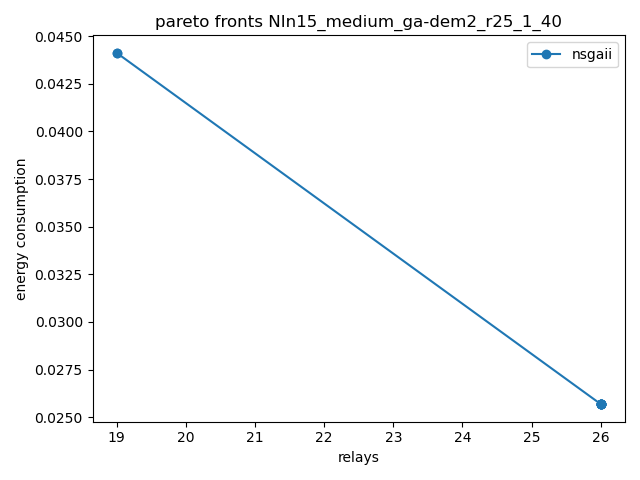 pareto fronts NIn15_medium_ga-dem2_r25_1_40
nsgaii
0.0450
0.0425
0.0400
0.0375
0.0350
0.0325
0.0300
0.0275
0.0250
energy consumption
19 20 21 22 23 24 25 26
relays